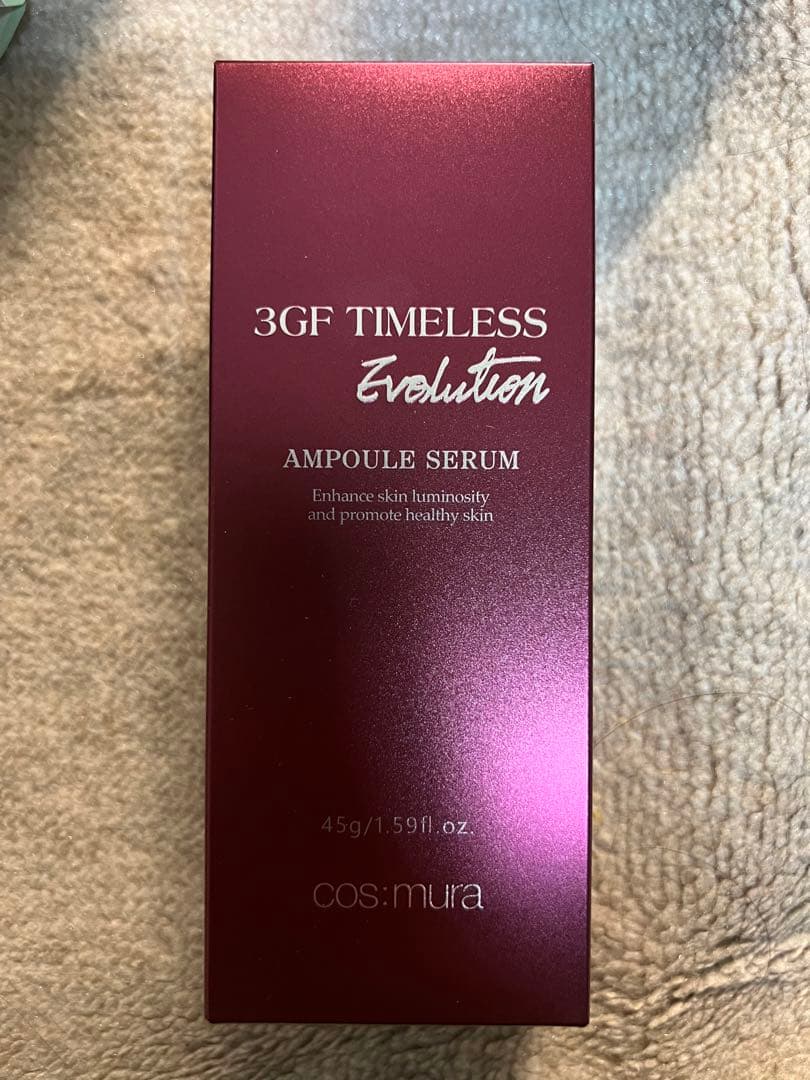 3GF TIMELESS
Evolution
AMPOULE SERUM
Enhance skin luminosity
and promote healthy skin
45g/1.59fl.oz.
cos:mura